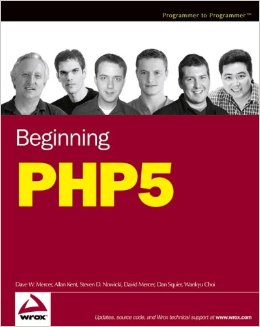 Programmer to Programmer™
Beginning
PHP5
Dave W. Mercer, Allan Kent, Steven D. Nowicki, David Mercer, Dan Squier, Wankyu Choi
wrox
Updates, source code, and Wrox technical support at www.wrox.com